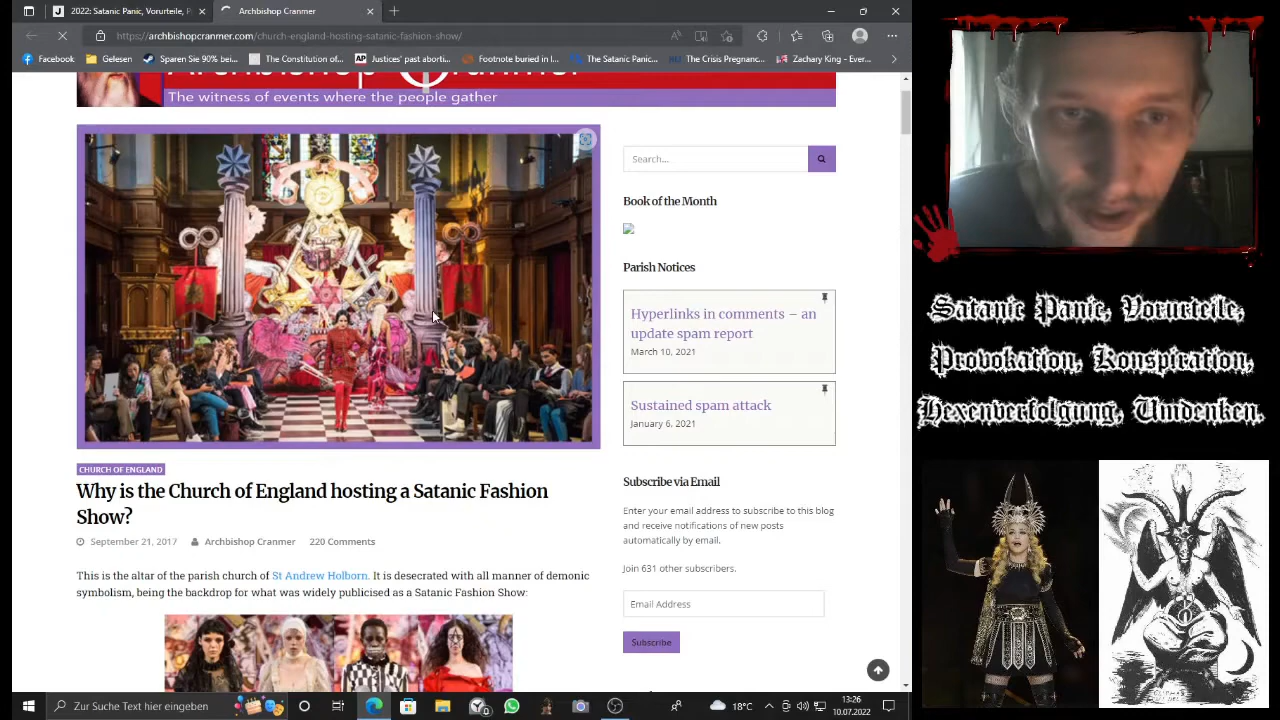 2022: Satanic Panic, Vorurteile, P
Archbishop Cranmer
https://archbishopcranmer.com/church-england-hosting-satanic-fashion-show/
Facebook
Gelesen
Sparen Sie 90% bei...
The Constitution of...
Justices' past aborti...
Footnote buried in l...
The Satanic Panic...
The Crisis Pregnanc...
Zachary King - Ever...
Archbishop Cranmer
The witness of events where the people gather
Search...
Book of the Month
Parish Notices
Hyperlinks in comments – an
update spam report
March 10, 2021
Sustained spam attack
January 6, 2021
CHURCH OF ENGLAND
Why is the Church of England hosting a Satanic Fashion
Show?
September 21, 2017 Archbishop Cranmer 220 Comments
This is the altar of the parish church of St Andrew Holborn. It is desecrated with all manner of demonic
symbolism, being the backdrop for what was widely publicised as a Satanic Fashion Show:
Subscribe via Email
Enter your email address to subscribe to this blog
and receive notifications of new posts
automatically by email.
Join 631 other subscribers.
Email Address
Subscribe
Satanic Panic, Vorurteile,
Provokation, Konspiration,
Hexenverfolgung, Umdenken.
Zur Suche Text hier eingeben
18°C
13:26
10.07.2022